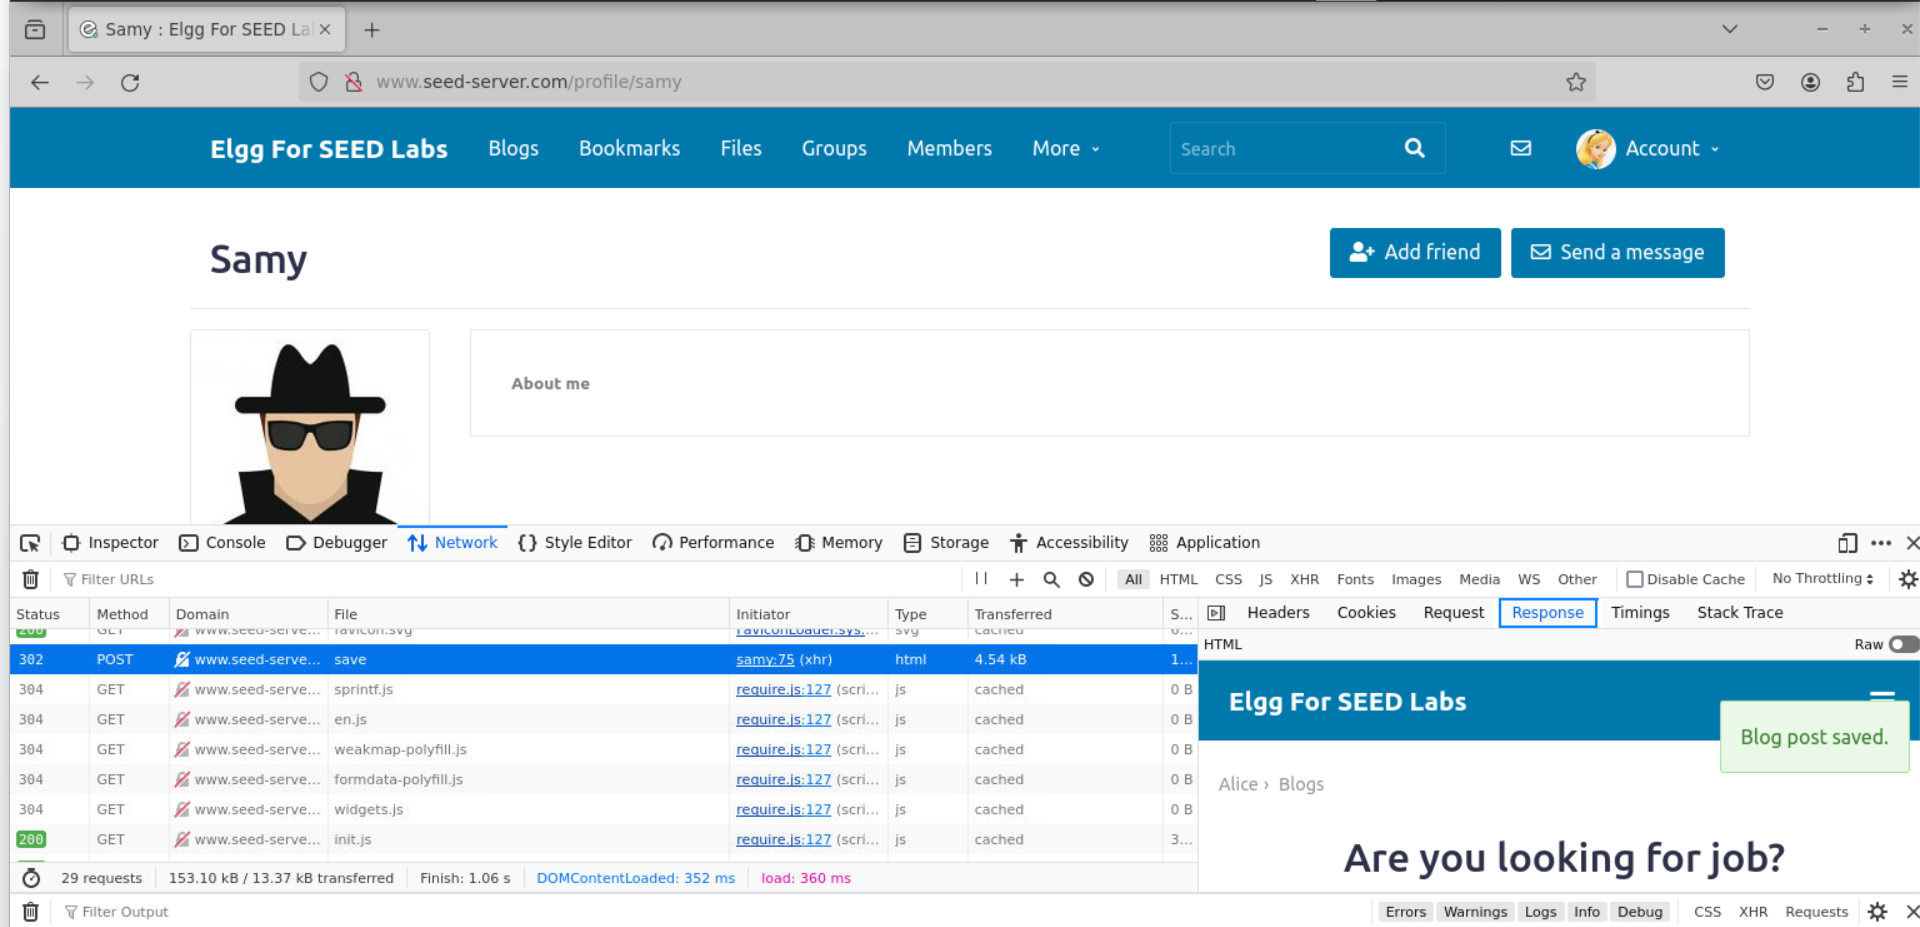 Samy : Elgg For SEED La
www.seed-server.com/profile/samy
Elgg For SEED Labs Blogs Bookmarks Files Groups Members More Search Account
Samy
Add friend Send a message
About me
Inspector Console Debugger Network Style Editor Performance Memory Storage Accessibility Application
Filter URLs All HTML CSS JS XHR Fonts Images Media WS Other Disable Cache No Throttling
Status Method Domain File Initiator Type Transferred S... Headers Cookies Request Response Timings Stack Trace
200 GET www.seed-serve... favicon.svg FaviconLoader.sys.... svg cached 6...
HTML Raw
302 POST www.seed-serve... save samy:75 (xhr) html 4.54 kB 1...
304 GET www.seed-serve... sprintf.js require.js:127 (scri... js cached 0 B
Elgg For SEED Labs
304 GET www.seed-serve... en.js require.js:127 (scri... js cached 0 B
Blog post saved.
304 GET www.seed-serve... weakmap-polyfill.js require.js:127 (scri... js cached 0 B
304 GET www.seed-serve... formdata-polyfill.js require.js:127 (scri... js cached 0 B
Alice › Blogs
304 GET www.seed-serve... widgets.js require.js:127 (scri... js cached 0 B
200 GET www.seed-serve... init.js require.js:127 (scri... js cached 3...
Are you looking for job?
29 requests 153.10 kB / 13.37 kB transferred Finish: 1.06 s DOMContentLoaded: 352 ms load: 360 ms
Filter Output Errors Warnings Logs Info Debug CSS XHR Requests